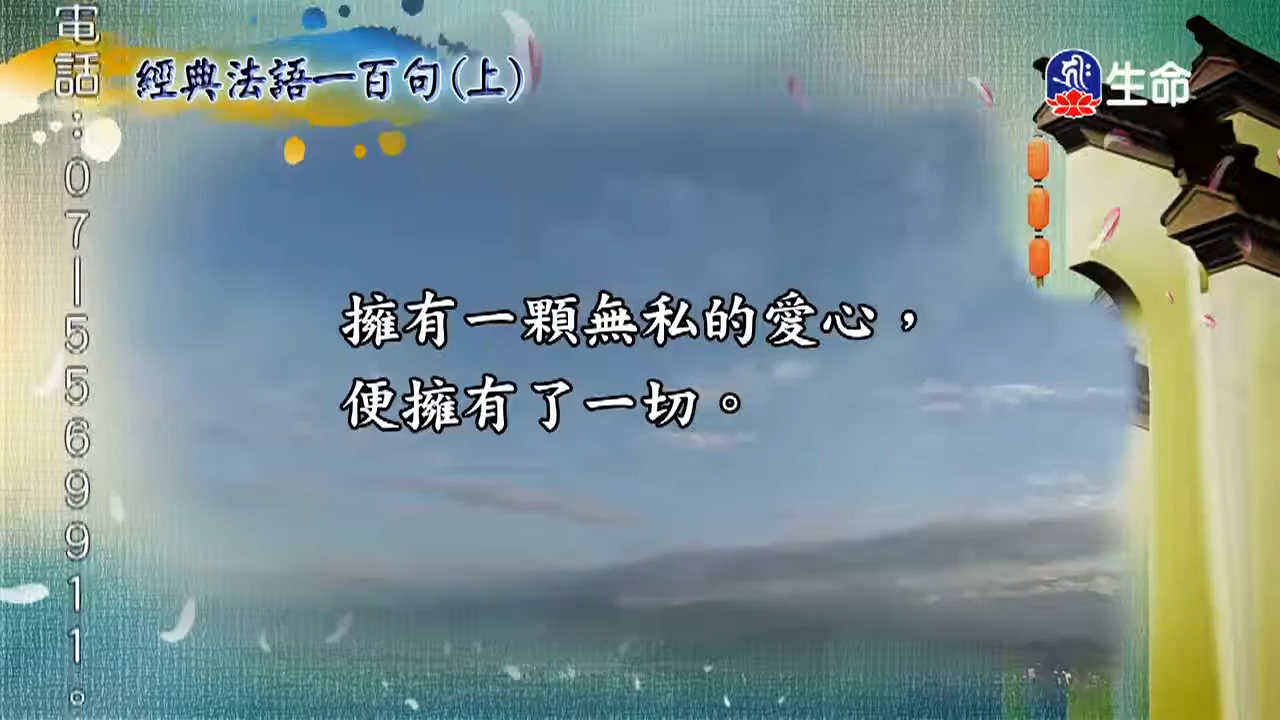 經典法語一百句(上)
生命
擁有一顆無私的愛心，
便擁有了一切。
電話：07-5569911。